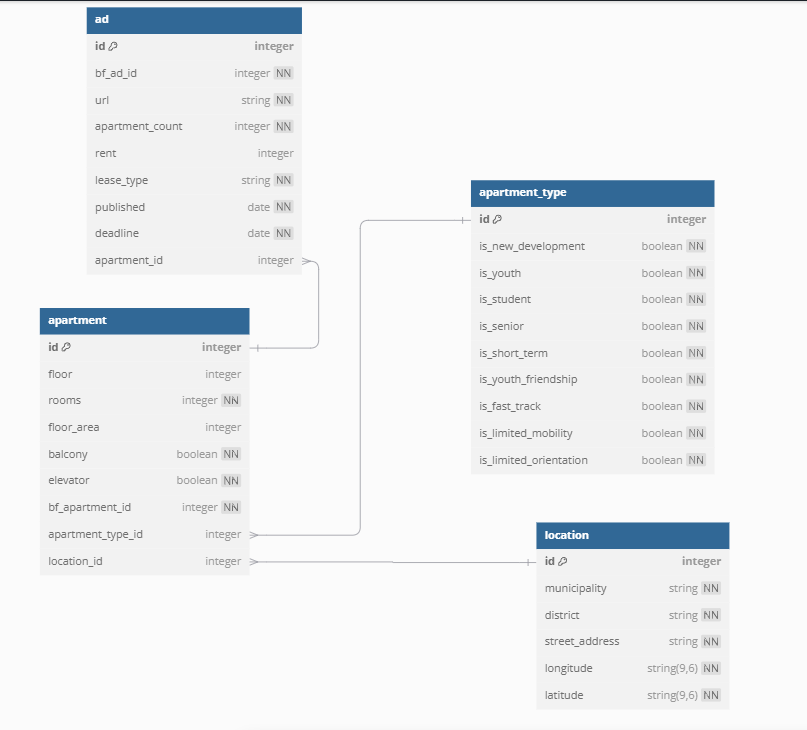 ad
id integer
bf_ad_id integer NN
url string NN
apartment_count integer NN
rent integer
lease_type string NN
published date NN
deadline date NN
apartment_id integer
apartment
id integer
floor integer
rooms integer NN
floor_area integer
balcony boolean NN
elevator boolean NN
bf_apartment_id integer NN
apartment_type_id integer
location_id integer
apartment_type
id integer
is_new_development boolean NN
is_youth boolean NN
is_student boolean NN
is_senior boolean NN
is_short_term boolean NN
is_youth_friendship boolean NN
is_fast_track boolean NN
is_limited_mobility boolean NN
is_limited_orientation boolean NN
location
id integer
municipality string NN
district string NN
street_address string NN
longitude string(9,6) NN
latitude string(9,6) NN